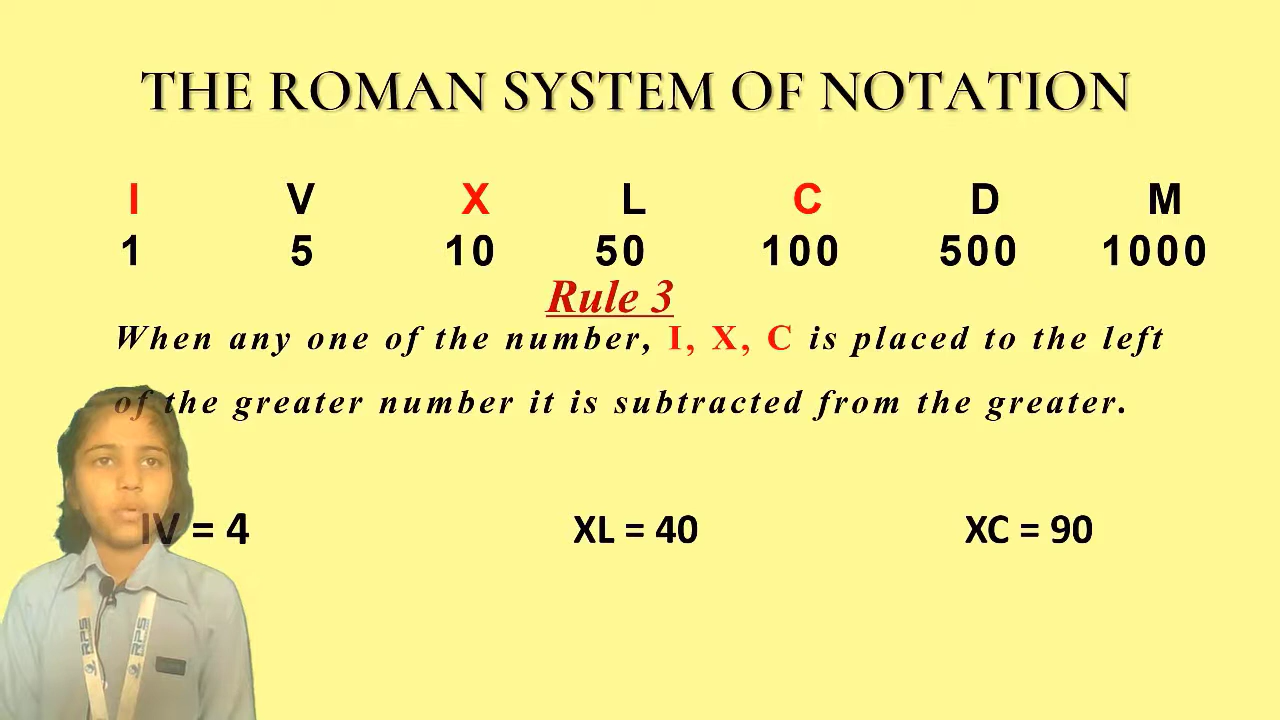 THE ROMAN SYSTEM OF NOTATION
I V X L C D M
1 5 10 50 100 500 1000
Rule 3
When any one of the number, I, X, C is placed to the left
of the greater number it is subtracted from the greater.
IV = 4 XL = 40 XC = 90
RPS RPS